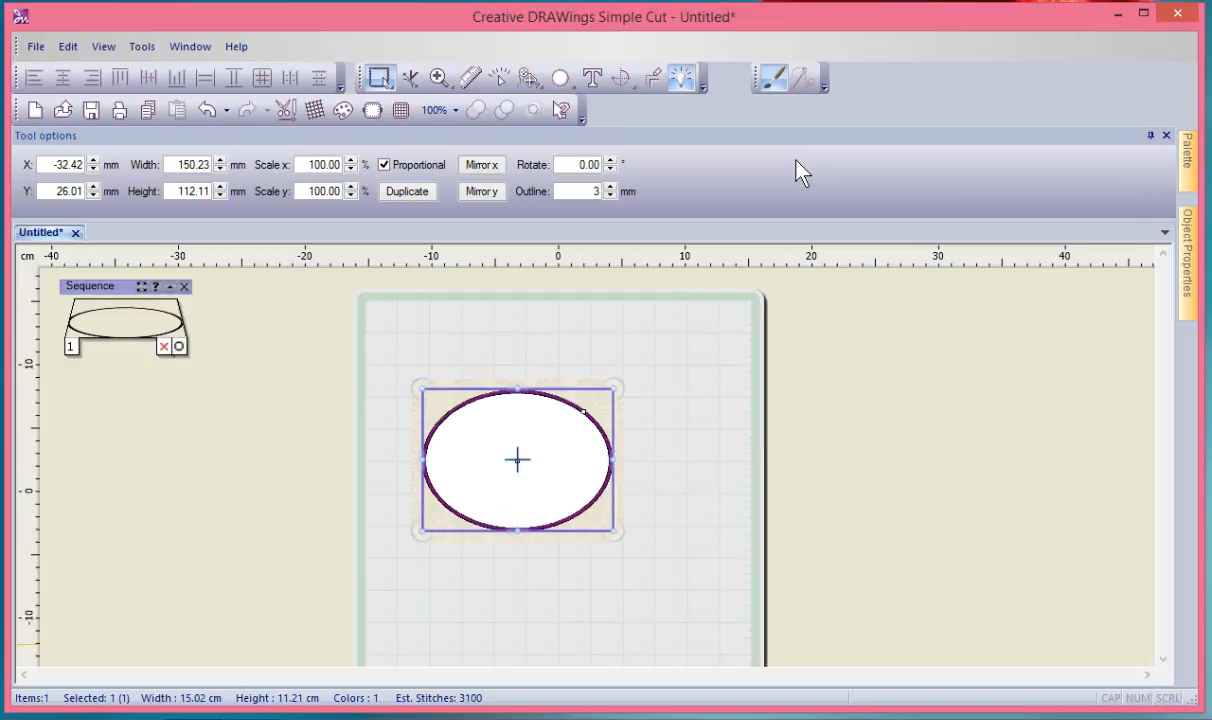 Creative DRAWings Simple Cut - Untitled*
File Edit View Tools Window Help
100%
Tool options
X: -32.42 mm Width: 150.23 mm Scale x: 100.00 % Proportional Mirror x Rotate: 0.00 °
Y: 26.01 mm Height: 112.11 mm Scale y: 100.00 % Duplicate Mirror y Outline: 3 mm
Palette
Object Properties
Untitled*
cm -40 -30 -20 -10 0 10 20 30 40
Sequence
1
10
0
-10
Items:1 Selected: 1 (1) Width : 15.02 cm Height : 11.21 cm Colors : 1 Est. Stitches: 3100 CAP NUM SCRL